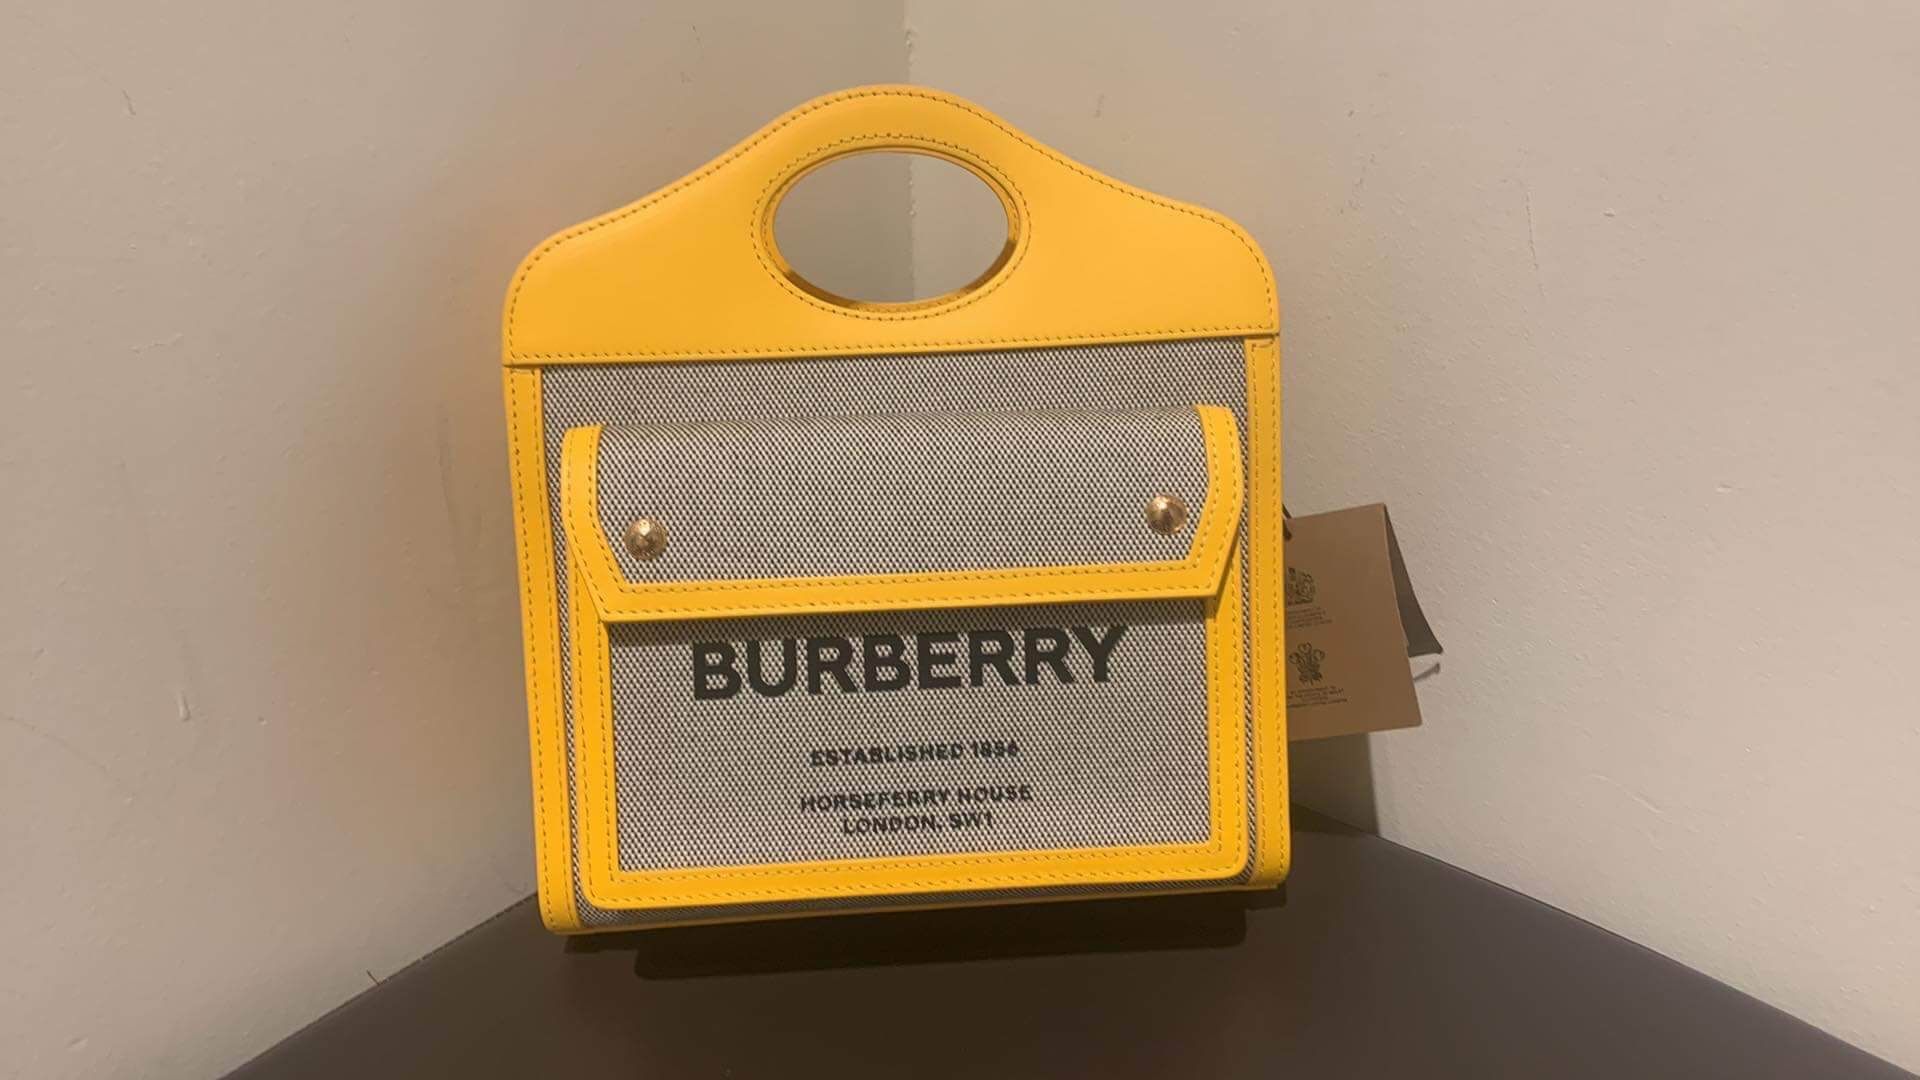 BURBERRY
ESTABLISHED 1856
HORSEFERRY HOUSE
LONDON, SW1